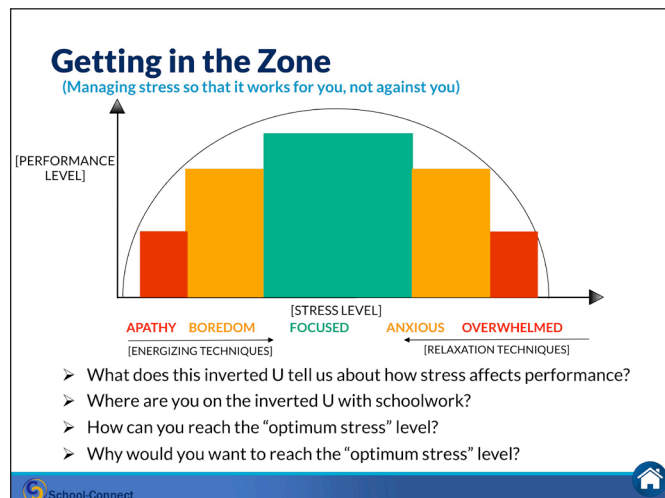 Getting in the Zone
(Managing stress so that it works for you, not against you)
[PERFORMANCE
LEVEL]
[STRESS LEVEL]
APATHY BOREDOM FOCUSED ANXIOUS OVERWHELMED
[ENERGIZING TECHNIQUES] [RELAXATION TECHNIQUES]
➤ What does this inverted U tell us about how stress affects performance?
➤ Where are you on the inverted U with schoolwork?
➤ How can you reach the “optimum stress” level?
➤ Why would you want to reach the “optimum stress” level?
School-Connect